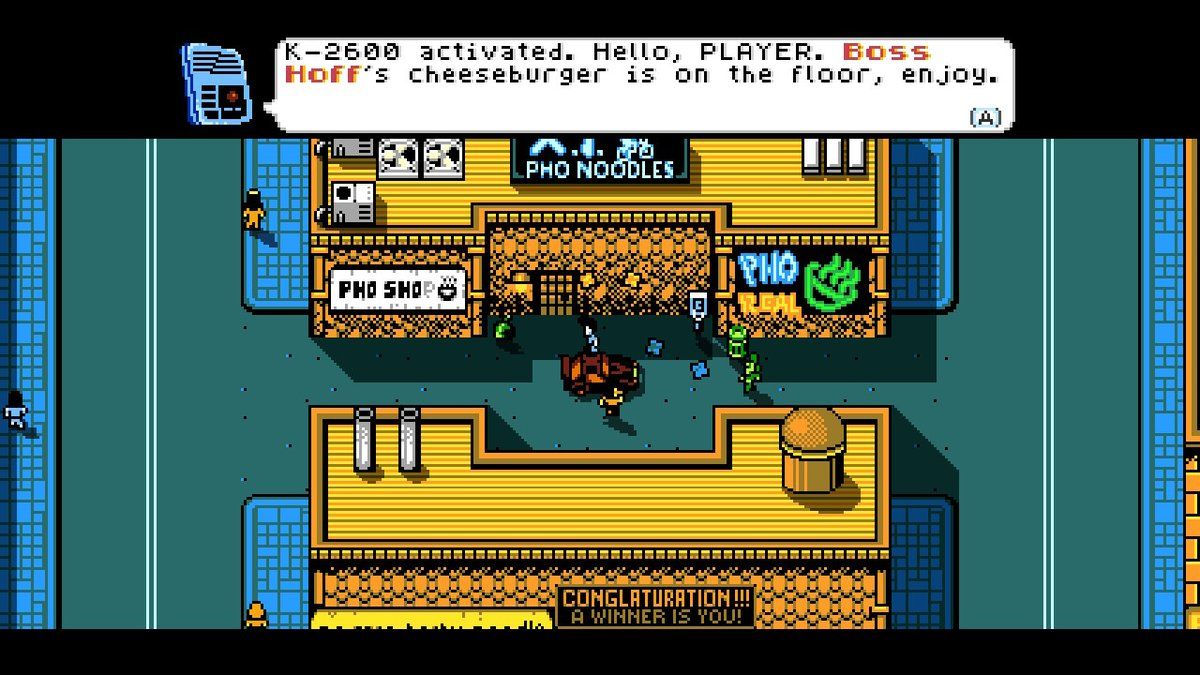 K-2600 activated. Hello, PLAYER. Boss
Hoff's cheeseburger is on the floor, enjoy.
(A)
PHO NOODLES
PHO SHOP
PHO
REAL
CONGLATURATION!!!
A WINNER IS YOU!